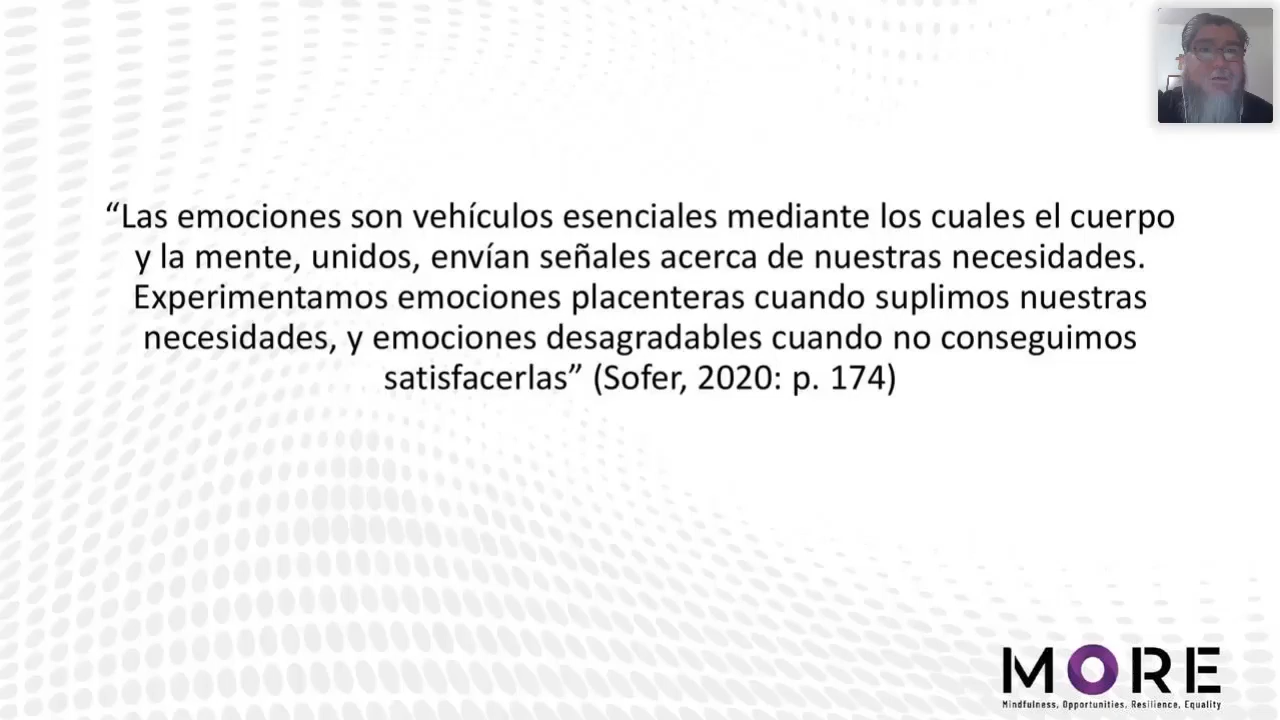 “Las emociones son vehículos esenciales mediante los cuales el cuerpo
y la mente, unidos, envían señales acerca de nuestras necesidades.
Experimentamos emociones placenteras cuando suplimos nuestras
necesidades, y emociones desagradables cuando no conseguimos
satisfacerlas” (Sofer, 2020: p. 174)
MORE
Mindfulness, Opportunities, Resilience, Equality